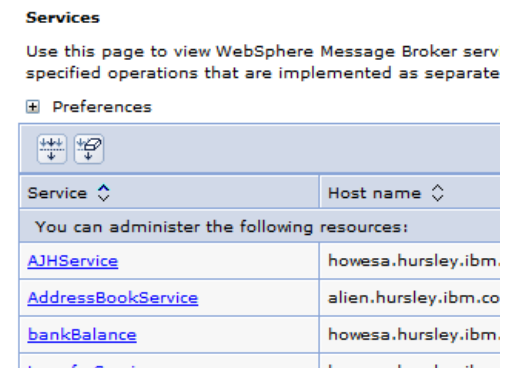 Services
Use this page to view WebSphere Message Broker serv
specified operations that are implemented as separate
Preferences
Service Host name
You can administer the following resources:
AJHService howesa.hursley.ibm.
AddressBookService alien.hursley.ibm.co
bankBalance howesa.hursley.ibm.